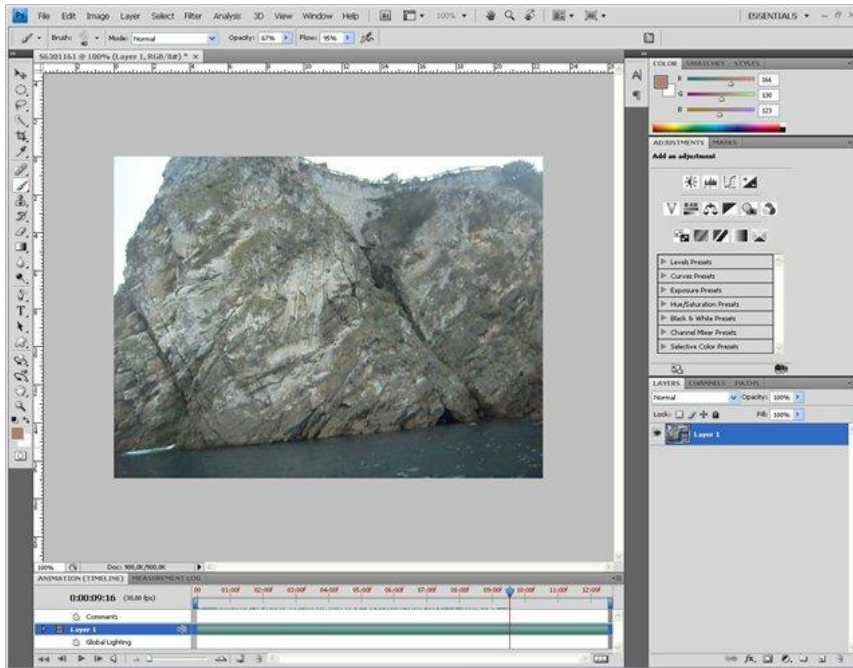 Ps File Edit Image Layer Select Filter Analysis 3D View Window Help Br 100% ESSENTIALS
Brush: 40 Mode: Normal Opacity: 67% Flow: 95%
S6301161 @ 100% (Layer 1, RGB/8#) *
COLOR SWATCHES STYLES
R 166
G 130
B 123
ADJUSTMENTS MASKS
Add an adjustment
Levels Presets
Curves Presets
Exposure Presets
Hue/Saturation Presets
Black & White Presets
Channel Mixer Presets
Selective Color Presets
LAYERS CHANNELS PATHS
Normal Opacity: 100%
Lock: Fill: 100%
Layer 1
100% Doc: 900,0K/900,0K
ANIMATION (TIMELINE) MEASUREMENT LOG
0:00:09:16 (30,00 fps) 00 01:00f 02:00f 03:00f 04:00f 05:00f 06:00f 07:00f 08:00f 09:00f 10:00f 11:00f 12:00f
Comments
Layer 1
Global Lighting